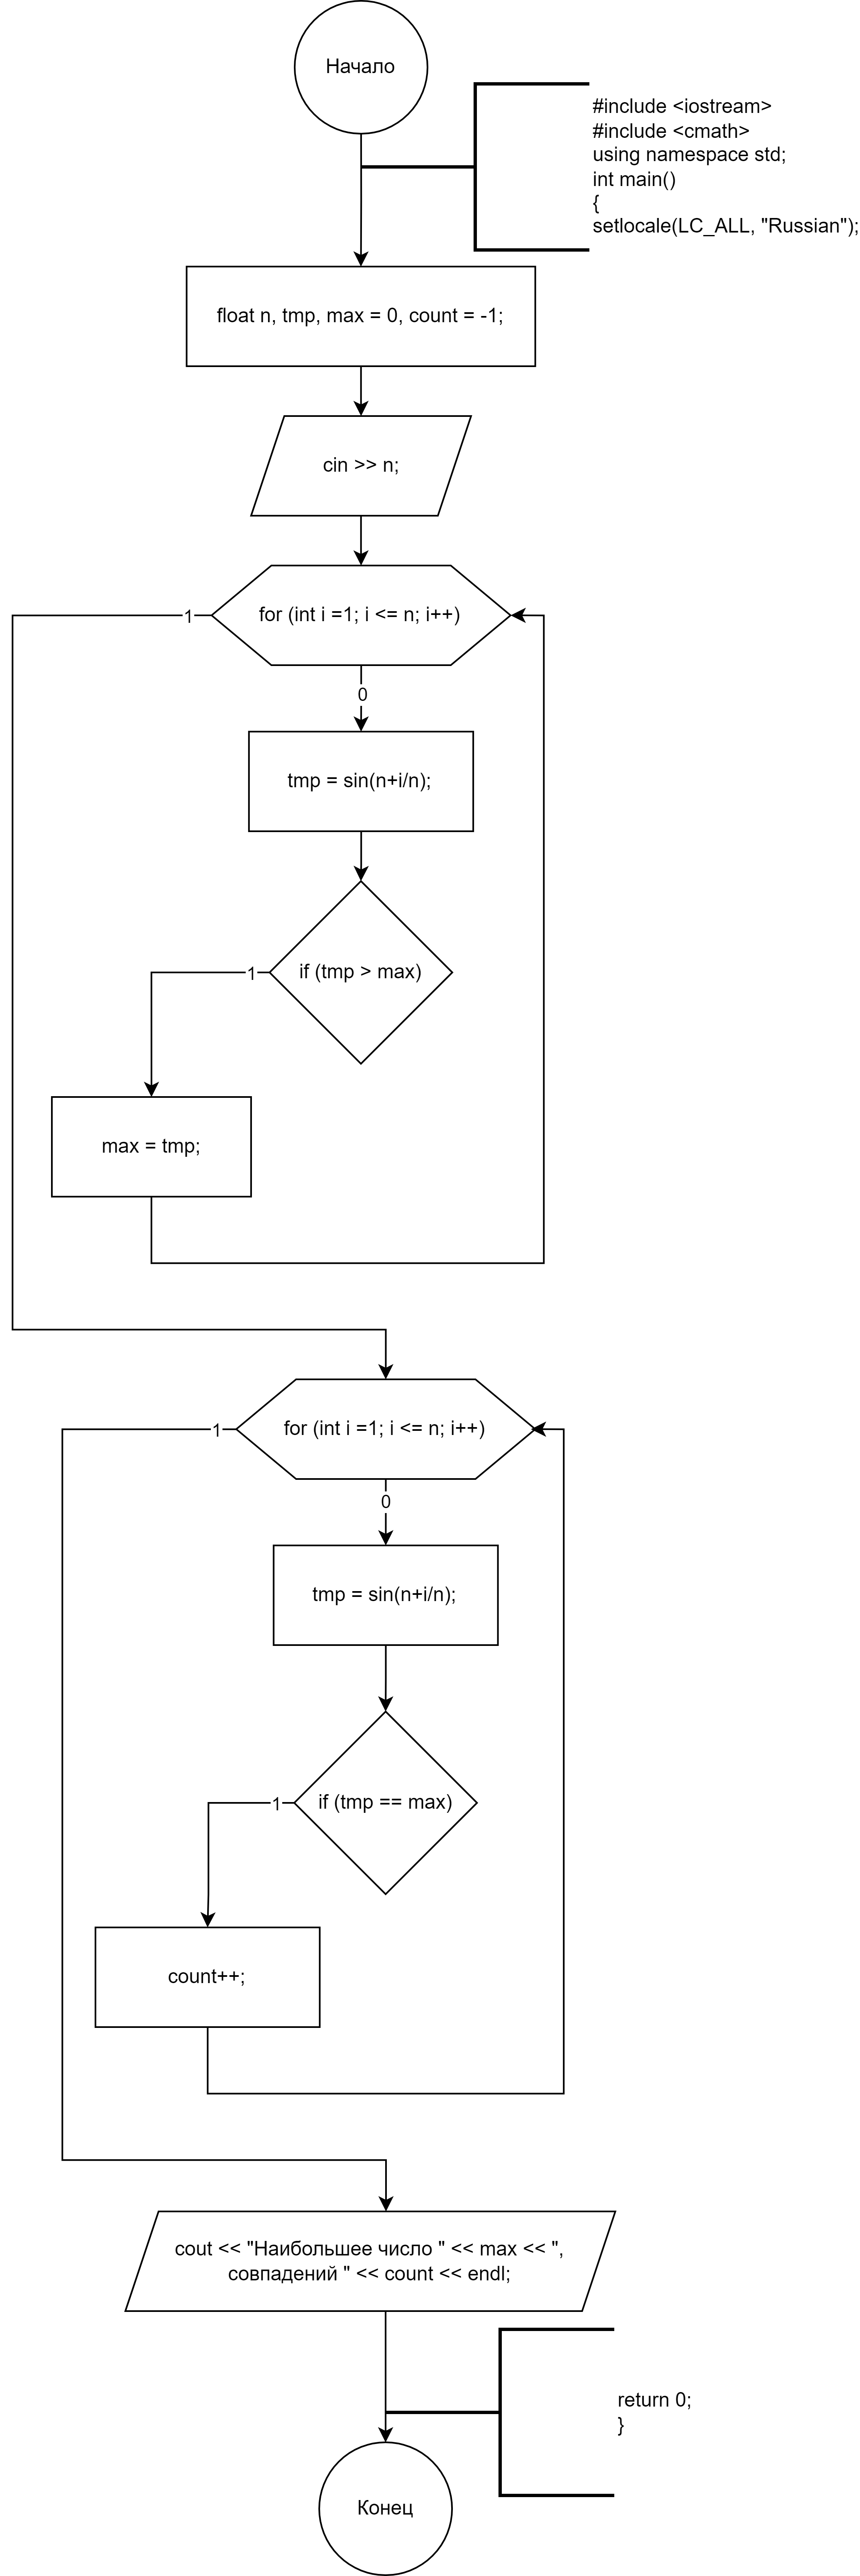 Начало
#include <iostream>
#include <cmath>
using namespace std;
int main()
{
setlocale(LC_ALL, "Russian");
float n, tmp, max = 0, count = -1;
cin >> n;
for (int i =1; i <= n; i++)
1
0
tmp = sin(n+i/n);
if (tmp > max)
1
max = tmp;
for (int i =1; i <= n; i++)
1
0
tmp = sin(n+i/n);
if (tmp == max)
1
count++;
cout << "Наибольшее число " << max << ",
совпадений " << count << endl;
return 0;
}
Конец